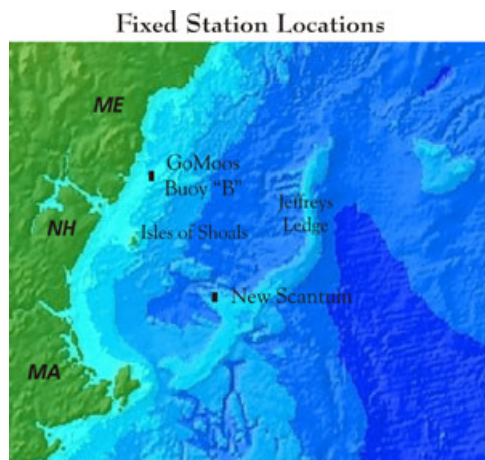 Fixed Station Locations
ME
GoMoos
Buoy "B"
Jeffreys
Ledge
NH
Isles of Shoals
New Scantum
MA